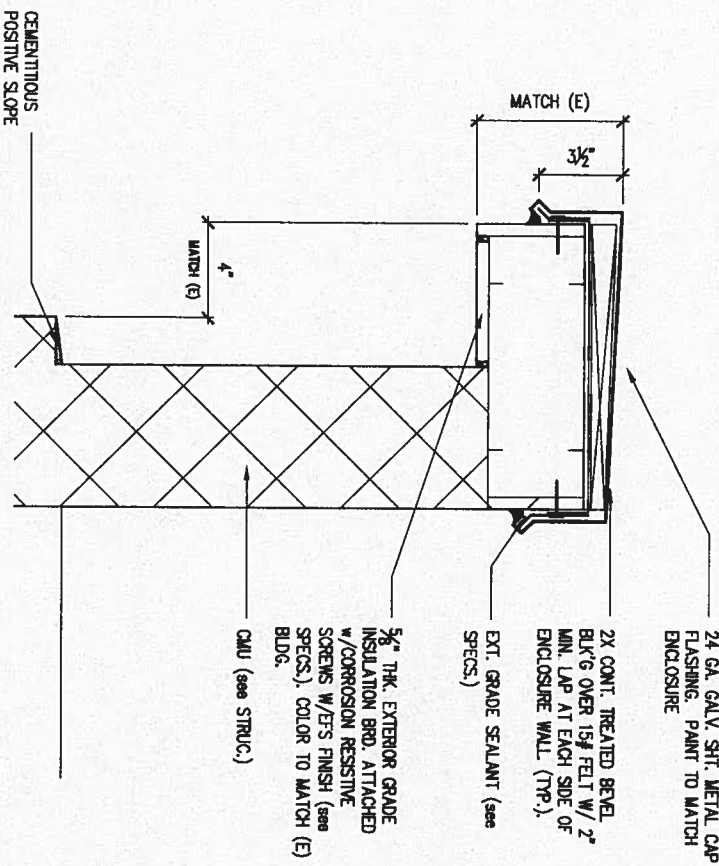 24 GA. GALV. SHT. METAL CAP
FLASHING. PAINT TO MATCH
ENCLOSURE
2X CONT. TREATED BEVEL
BLK'G OVER 15# FELT W/ 2"
MIN. LAP AT EACH SIDE OF
ENCLOSURE WALL (TYP.).
EXT. GRADE SEALANT (see
SPECS.)
5/8" THK. EXTERIOR GRADE
INSULATION BRD. ATTACHED
w/CORROSION RESISTIVE
SCREWS W/EFS FINISH (see
SPECS.). COLOR TO MATCH (E)
BLDG.
CMU (see STRUC.)
MATCH (E)
3½"
4"
MATCH (E)
CEMENTITIOUS
POSITIVE SLOPE